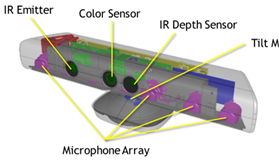 IR Emitter
Color Sensor
IR Depth Sensor
Tilt M
Microphone Array